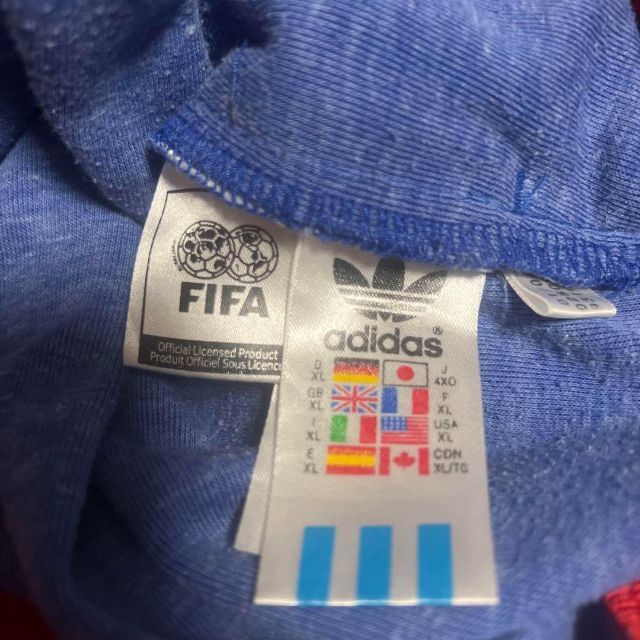 FIFA
Official Licensed Product
Produit Officiel Sous Licence
adidas®
D XL J 4XO
GB XL F XL
I XL USA XL
E XL CDN XL/TG